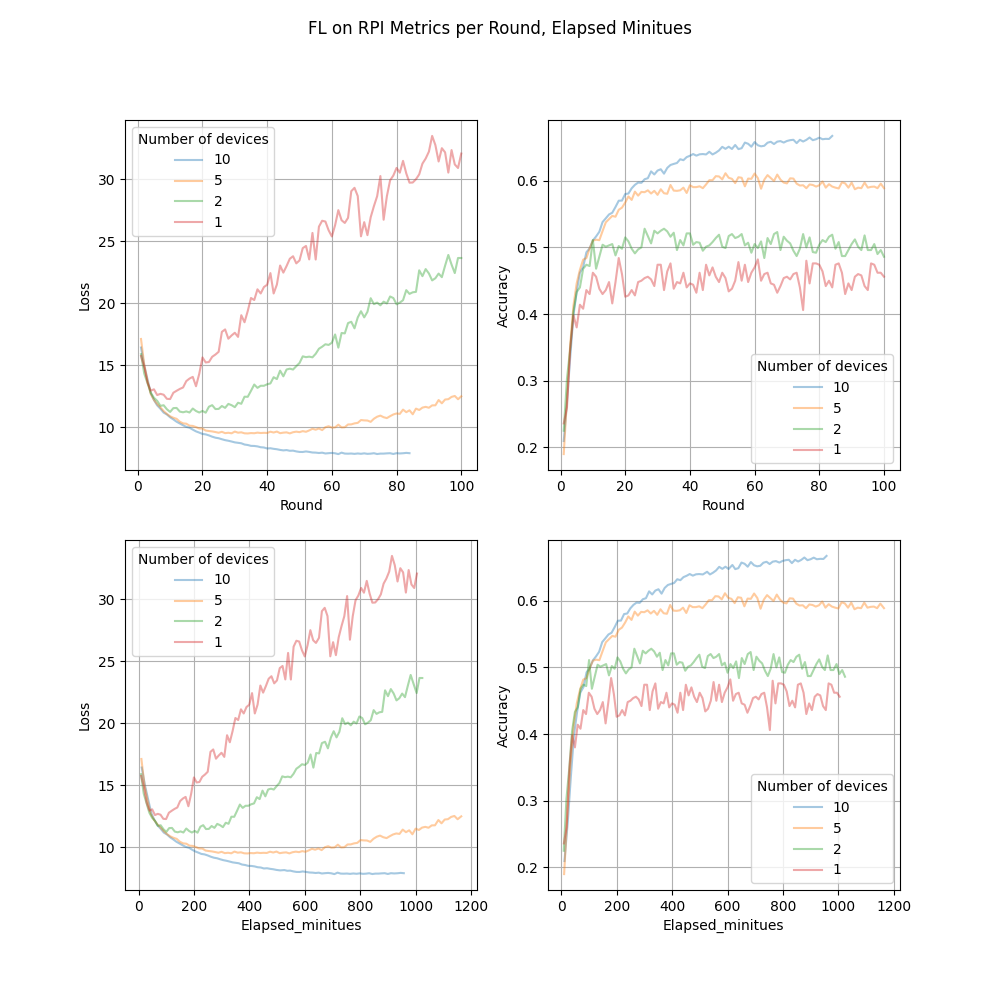 FL on RPI Metrics per Round, Elapsed Minitues
Number of devices
10
5
2
1
30
25
20
15
10
Loss
0 20 40 60 80 100
Round
Number of devices
10
5
2
1
0.6
0.5
0.4
0.3
0.2
Accuracy
0 20 40 60 80 100
Round
Number of devices
10
5
2
1
30
25
20
15
10
Loss
0 200 400 600 800 1000 1200
Elapsed_minitues
Number of devices
10
5
2
1
0.6
0.5
0.4
0.3
0.2
Accuracy
0 200 400 600 800 1000 1200
Elapsed_minitues